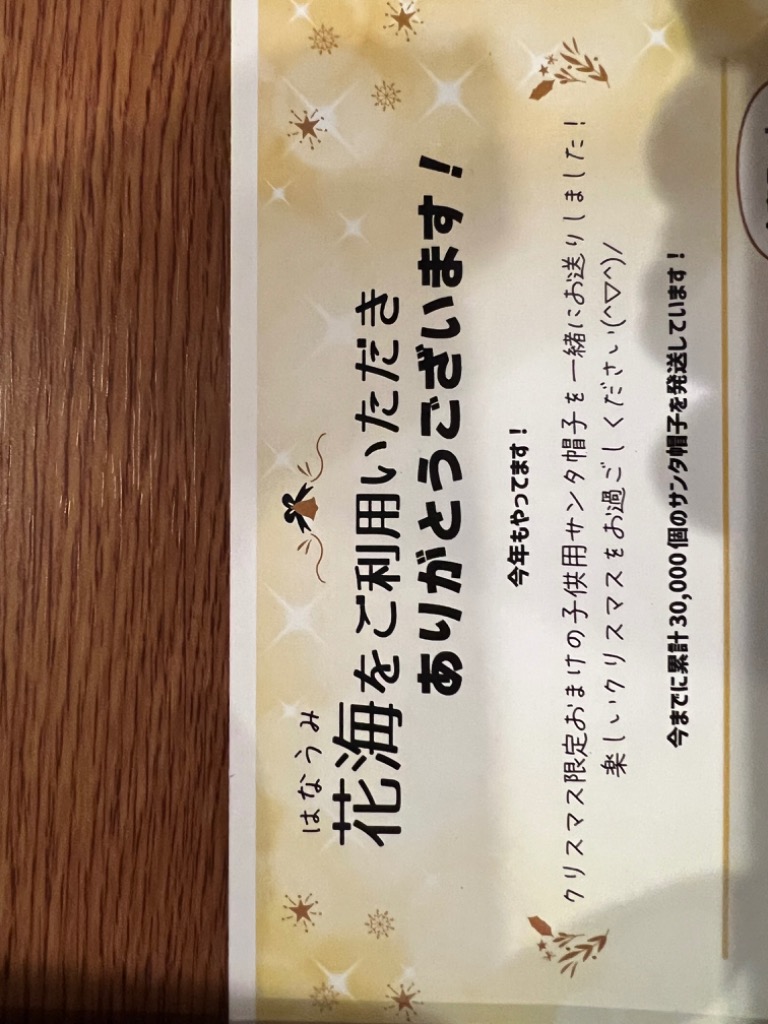 はなうみ
花海をご利用いただき
ありがとうございます！
今年もやってます！
クリスマス限定おまけの子供用サンタ帽子を一緒にお送りしました！
楽しいクリスマスをお過ごしください(^▽^)/
今までに累計30,000個のサンタ帽子を発送しています！